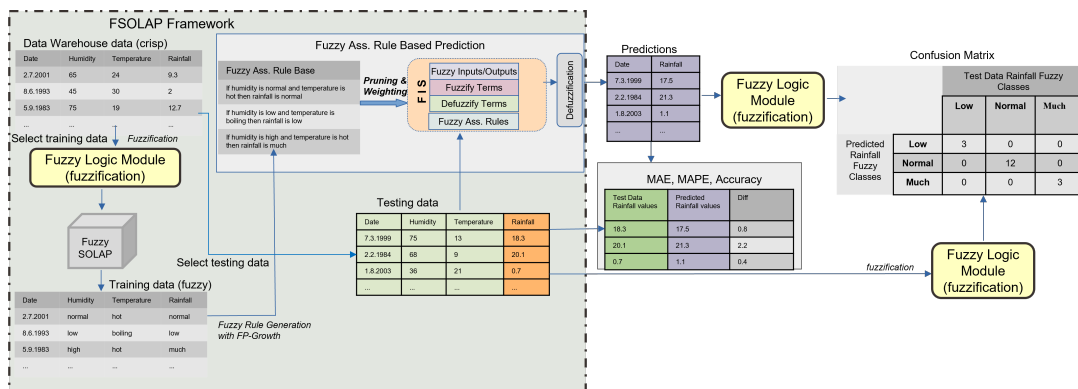 FSOLAP Framework
Data Warehouse data (crisp)
Date Humidity Temperature Rainfall
2.7.2001 65 24 9.3
8.6.1993 45 30 2
5.9.1983 75 19 12.7
... ... ... ...
Select training data
Fuzzification
Fuzzy Logic Module
(fuzzification)
Fuzzy
SOLAP
Training data (fuzzy)
Date Humidity Temperature Rainfall
2.7.2001 normal hot normal
8.6.1993 low boiling low
5.9.1983 high hot much
... ... ... ...
Select testing data
Fuzzy Rule Generation
with FP-Growth
Fuzzy Ass. Rule Based Prediction
Fuzzy Ass. Rule Base
If humidity is normal and temperature is
hot then rainfall is normal
If humidity is low and temperature is
boiling then rainfall is low
If humidity is high and temperature is hot
then rainfall is much
Pruning &
Weighting
FIS
Fuzzy Inputs/Outputs
Fuzzify Terms
Defuzzify Terms
Fuzzy Ass. Rules
Defuzzification
Testing data
Date Humidity Temperature Rainfall
7.3.1999 75 13 18.3
2.2.1984 68 9 20.1
1.8.2003 36 21 0.7
... ... ... ...
Predictions
Date Rainfall
7.3.1999 17.5
2.2.1984 21.3
1.8.2003 1.1
... ...
MAE, MAPE, Accuracy
Test Data
Rainfall values
Predicted
Rainfall values
Diff
18.3 17.5 0.8
20.1 21.3 2.2
0.7 1.1 0.4
Fuzzy Logic
Module
(fuzzification)
fuzzification
Fuzzy Logic
Module
(fuzzification)
Confusion Matrix
Test Data Rainfall Fuzzy
Classes
Low Normal Much
Predicted
Rainfall
Fuzzy
Classes
Low 3 0 0
Normal 0 12 0
Much 0 0 3